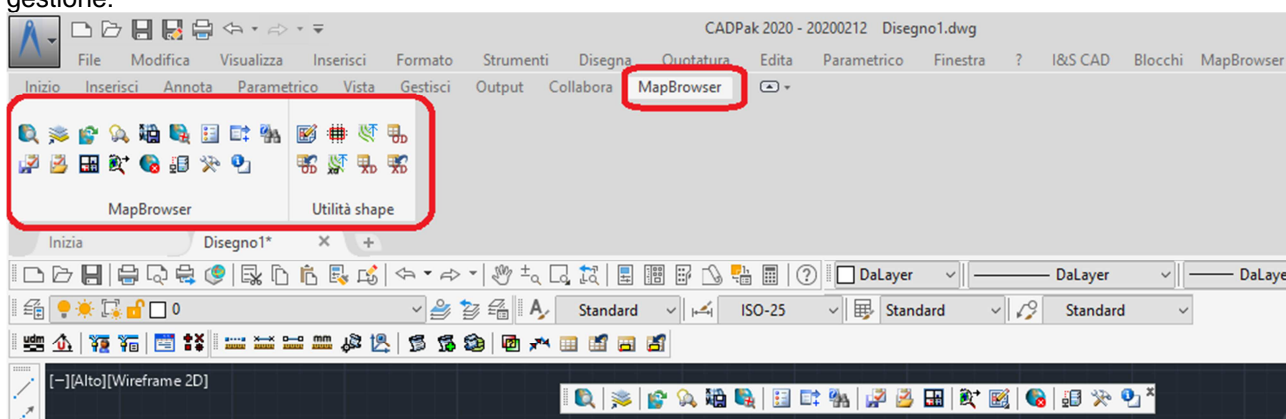 gestione.
CADPak 2020 - 20200212 Disegno1.dwg
File Modifica Visualizza Inserisci Formato Strumenti Disegna Quotatura Edita Parametrico Finestra ? I&S CAD Blocchi MapBrowser
Inizio Inserisci Annota Parametrico Vista Gestisci Output Collabora MapBrowser
MapBrowser Utilità shape
Inizia Disegno1*
DaLayer DaLayer DaLaye
0 Standard ISO-25 Standard Standard
udm mm
[−][Alto][Wireframe 2D]